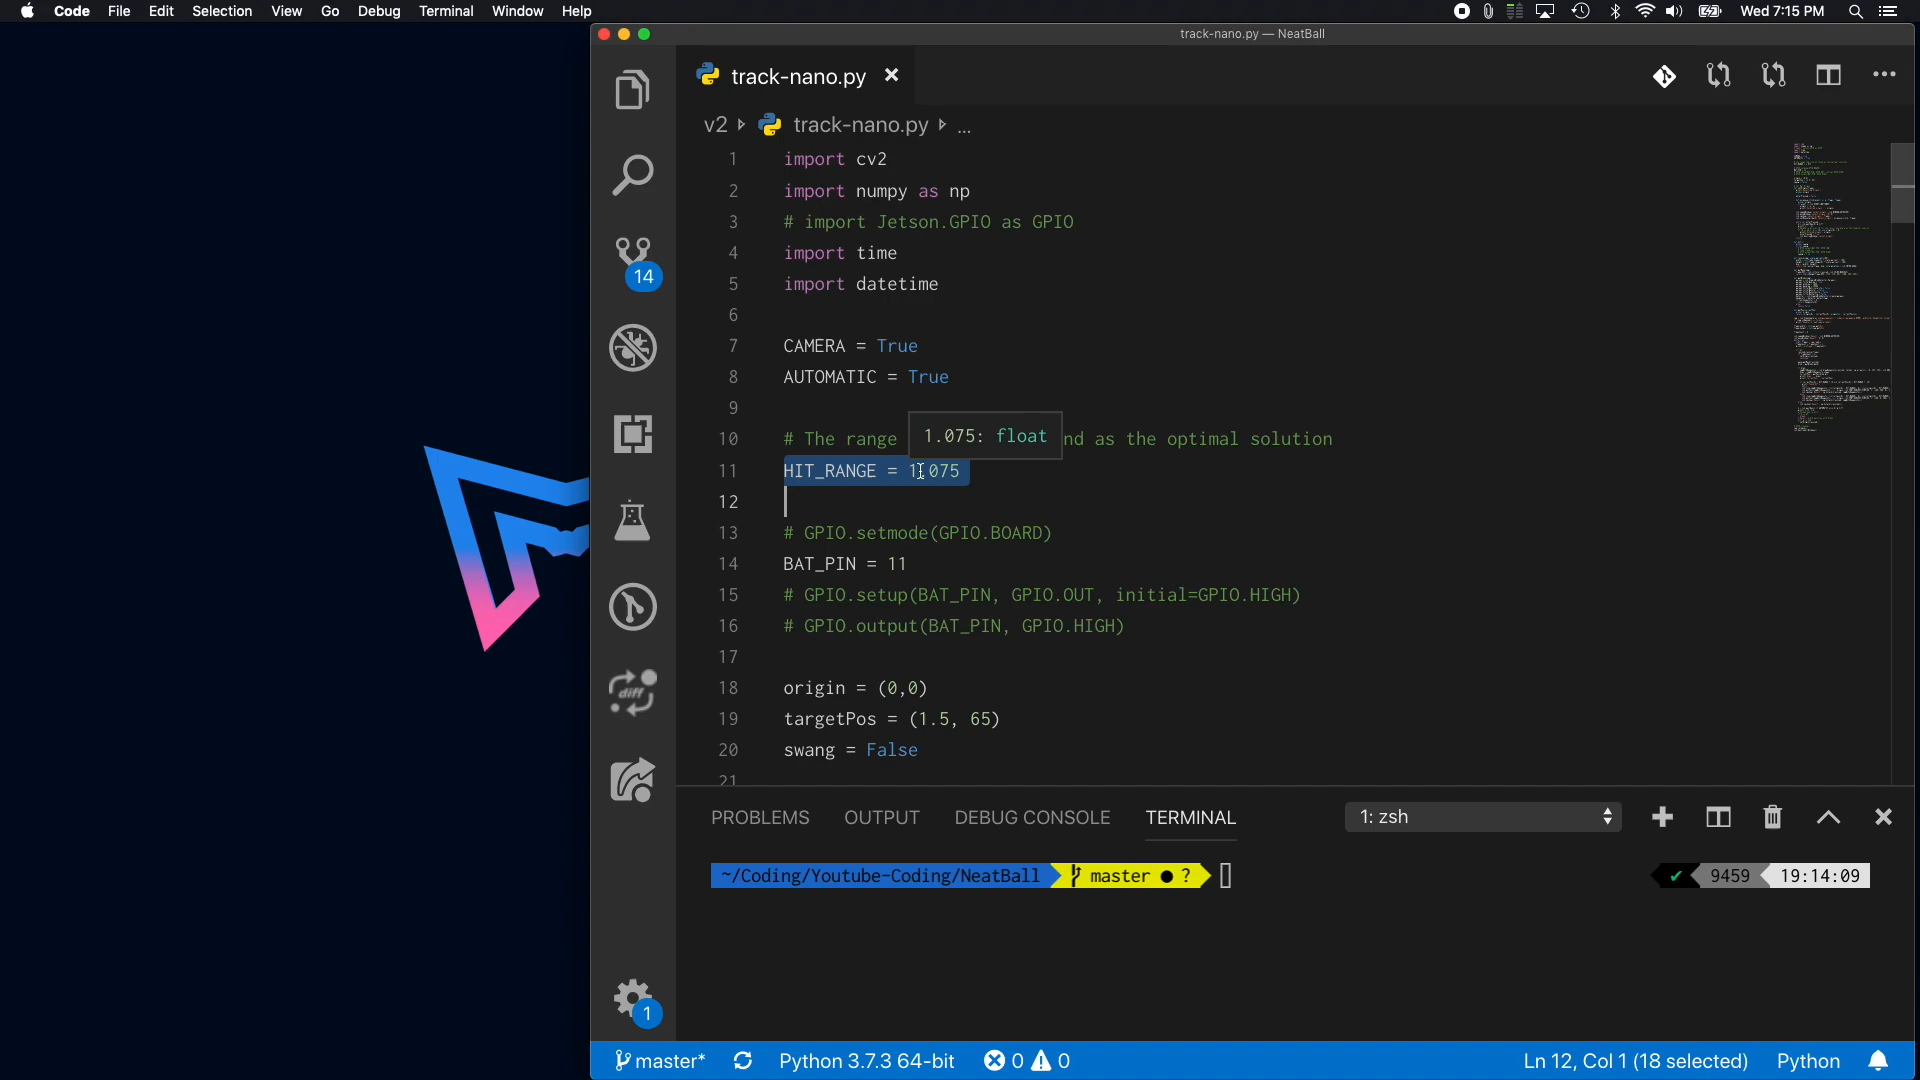 Code File Edit Selection View Go Debug Terminal Window Help Wed 7:15 PM
track-nano.py — NeatBall
track-nano.py
v2 track-nano.py ...
1 import cv2
2 import numpy as np
3 # import Jetson.GPIO as GPIO
4 import time
5 import datetime
6
7 CAMERA = True
8 AUTOMATIC = True
9
1.075: float
10 # The range nd as the optimal solution
11 HIT_RANGE = 1.075
12
13 # GPIO.setmode(GPIO.BOARD)
14 BAT_PIN = 11
15 # GPIO.setup(BAT_PIN, GPIO.OUT, initial=GPIO.HIGH)
16 # GPIO.output(BAT_PIN, GPIO.HIGH)
17
18 origin = (0,0)
19 targetPos = (1.5, 65)
20 swang = False
21
14
diff
1
PROBLEMS OUTPUT DEBUG CONSOLE TERMINAL 1: zsh
~/Coding/Youtube-Coding/NeatBall master ● ? ✔ 9459 19:14:09
master* Python 3.7.3 64-bit 0 0 Ln 12, Col 1 (18 selected) Python